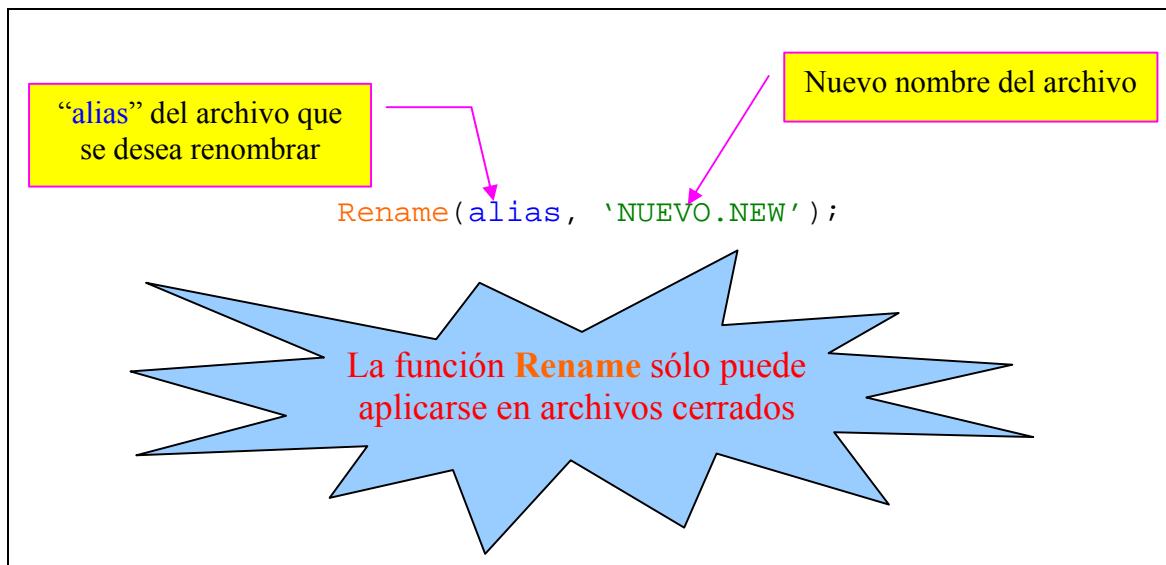 “alias” del archivo que
se desea renombrar
Nuevo nombre del archivo
Rename(alias, ‘NUEVO.NEW’);
La función Rename sólo puede
aplicarse en archivos cerrados